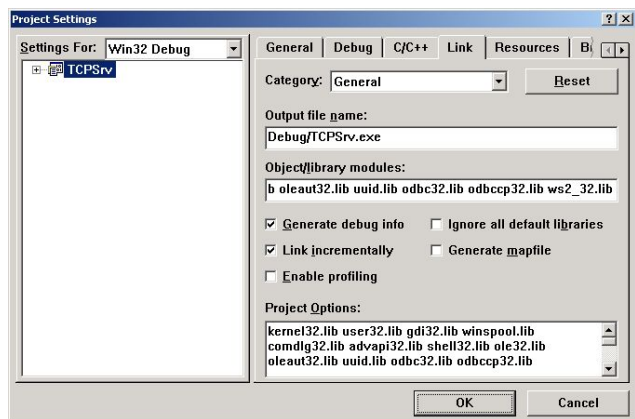 Project Settings
Settings For: Win32 Debug
TCPSrv
General Debug C/C++ Link Resources
Category: General
Reset
Output file name:
Debug/TCPSrv.exe
Object/library modules:
b oleaut32.lib uuid.lib odbc32.lib odbccp32.lib ws2_32.lib
Generate debug info
Ignore all default libraries
Link incrementally
Generate mapfile
Enable profiling
Project Options:
kernel32.lib user32.lib gdi32.lib winspool.lib
comdlg32.lib advapi32.lib shell32.lib ole32.lib
oleaut32.lib uuid.lib odbc32.lib odbccp32.lib
OK Cancel